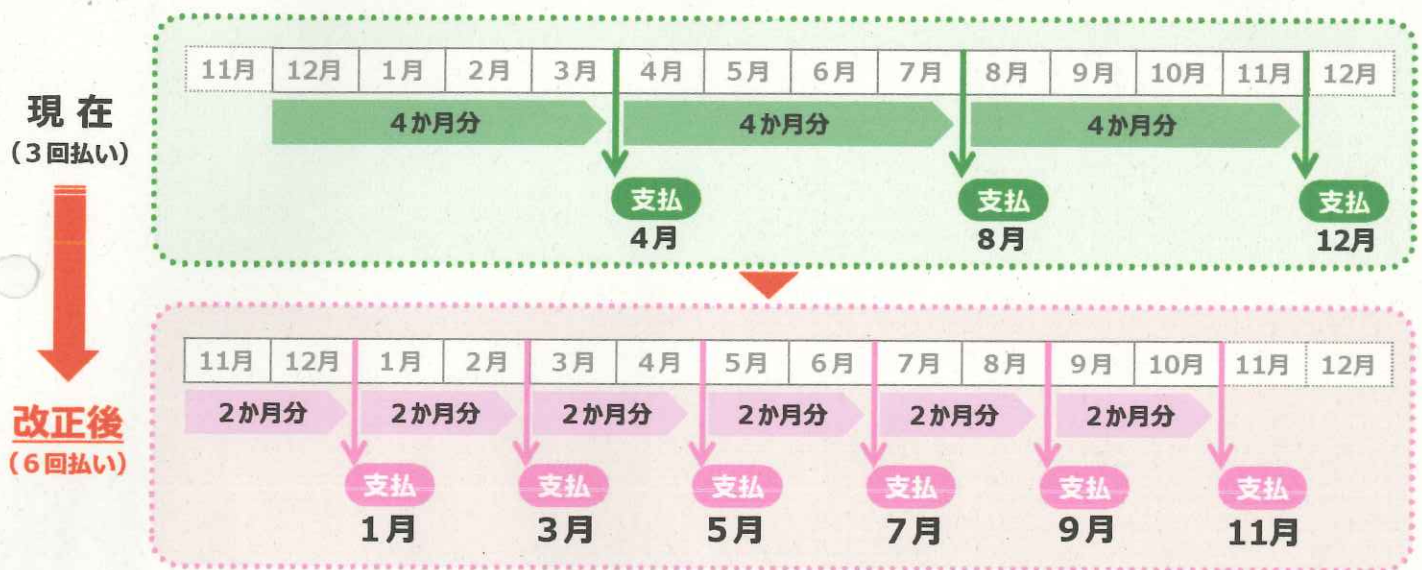 11月 12月 1月 2月 3月 4月 5月 6月 7月 8月 9月 10月 11月 12月
現在
(3回払い)
4か月分 4か月分 4か月分
支払 支払 支払
4月 8月 12月
11月 12月 1月 2月 3月 4月 5月 6月 7月 8月 9月 10月 11月 12月
改正後
(6回払い)
2か月分 2か月分 2か月分 2か月分 2か月分 2か月分
支払 支払 支払 支払 支払 支払
1月 3月 5月 7月 9月 11月